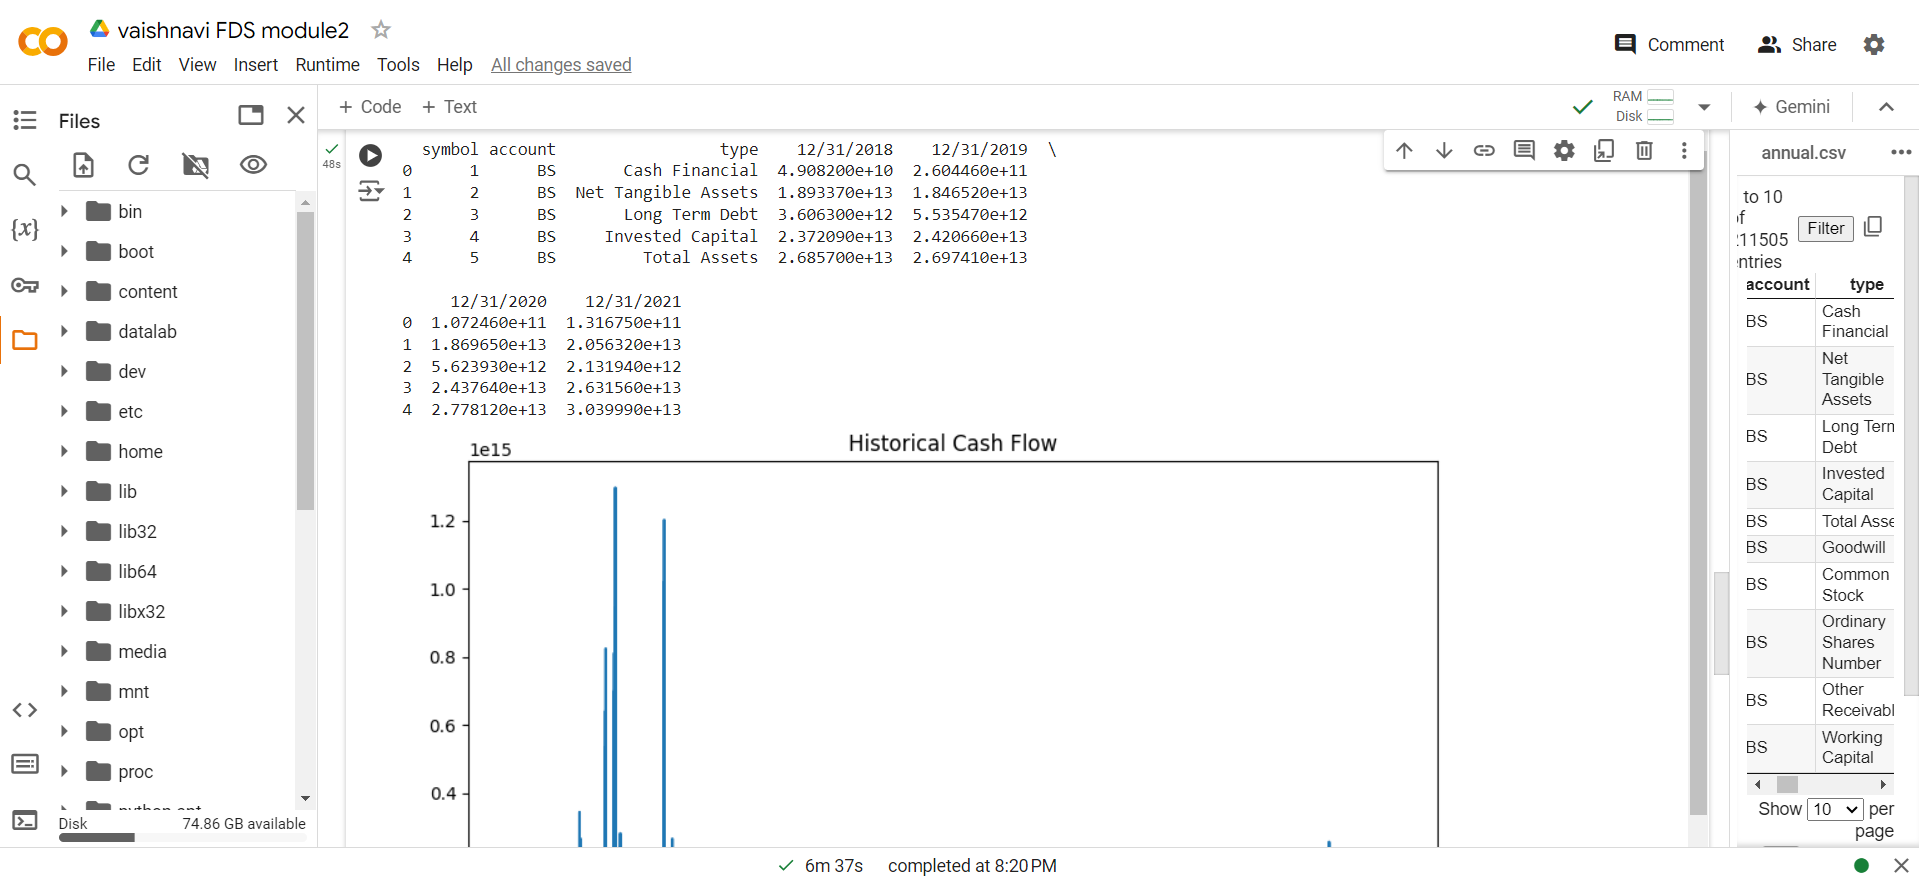 vaishnavi FDS module2
File Edit View Insert Runtime Tools Help All changes saved
Comment Share
Files
+ Code + Text
RAM
Disk
Gemini
{x}
bin
boot
content
datalab
dev
etc
home
lib
lib32
lib64
libx32
media
mnt
opt
proc
Disk 74.86 GB available
48s
symbol account type 12/31/2018 12/31/2019 \
0 1 BS Cash Financial 4.908200e+10 2.604460e+11
1 2 BS Net Tangible Assets 1.893370e+13 1.846520e+13
2 3 BS Long Term Debt 3.606300e+12 5.535470e+12
3 4 BS Invested Capital 2.372090e+13 2.420660e+13
4 5 BS Total Assets 2.685700e+13 2.697410e+13
12/31/2020 12/31/2021
0 1.072460e+11 1.316750e+11
1 1.869650e+13 2.056320e+13
2 5.623930e+12 2.131940e+12
3 2.437640e+13 2.631560e+13
4 2.778120e+13 3.039990e+13
Historical Cash Flow
1e15
1.2
1.0
0.8
0.6
0.4
annual.csv
to 10
of
211505
entries
Filter
account type
BS Cash
Financial
BS Net
Tangible
Assets
BS Long Term
Debt
BS Invested
Capital
BS Total Asse
BS Goodwill
BS Common
Stock
BS Ordinary
Shares
Number
BS Other
Receivabl
BS Working
Capital
Show 10 per
page
6m 37s completed at 8:20 PM